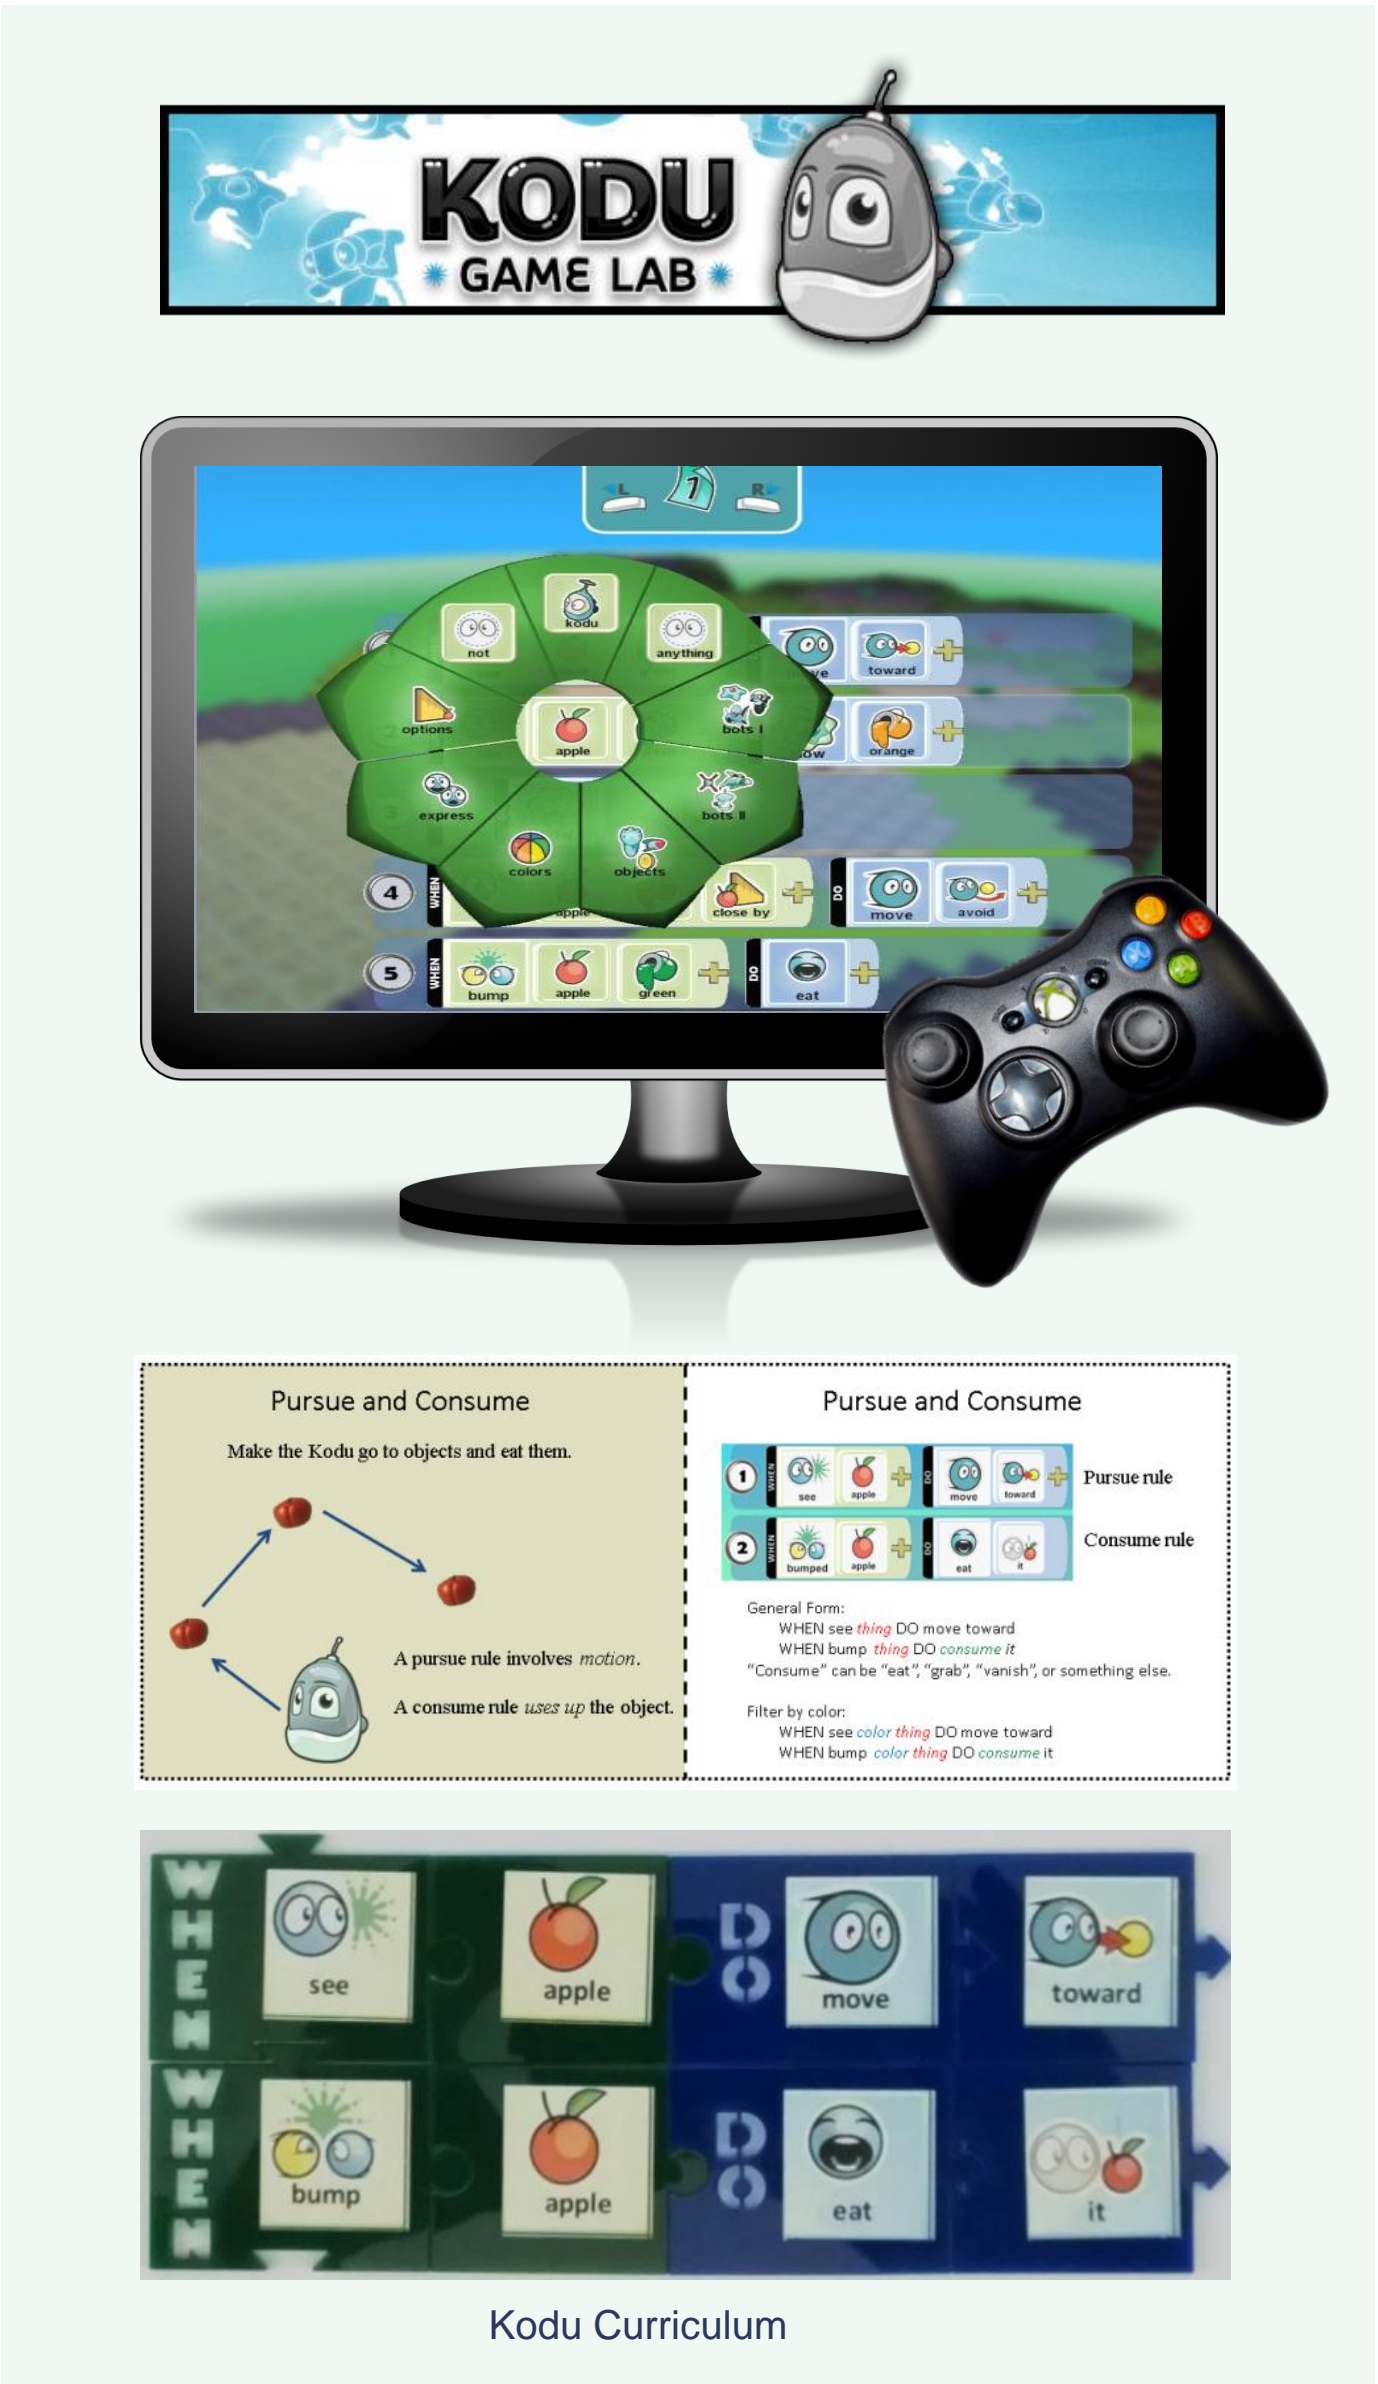 KODU
GAME LAB
L 1 R
kodu
not
anything
options
bots I
apple
express
bots II
colors
objects
toward
orange
4 WHEN apple close by DO move avoid
5 WHEN bump apple green DO eat
Pursue and Consume
Make the Kodu go to objects and eat them.
A pursue rule involves motion.
A consume rule uses up the object.
Pursue and Consume
1 WHEN see apple DO move toward Pursue rule
2 WHEN bumped apple DO eat it Consume rule
General Form:
WHEN see thing DO move toward
WHEN bump thing DO consume it
“Consume” can be “eat”, “grab”, “vanish”, or something else.
Filter by color:
WHEN see color thing DO move toward
WHEN bump color thing DO consume it
WHEN see apple DO move toward
WHEN bump apple DO eat it
Kodu Curriculum